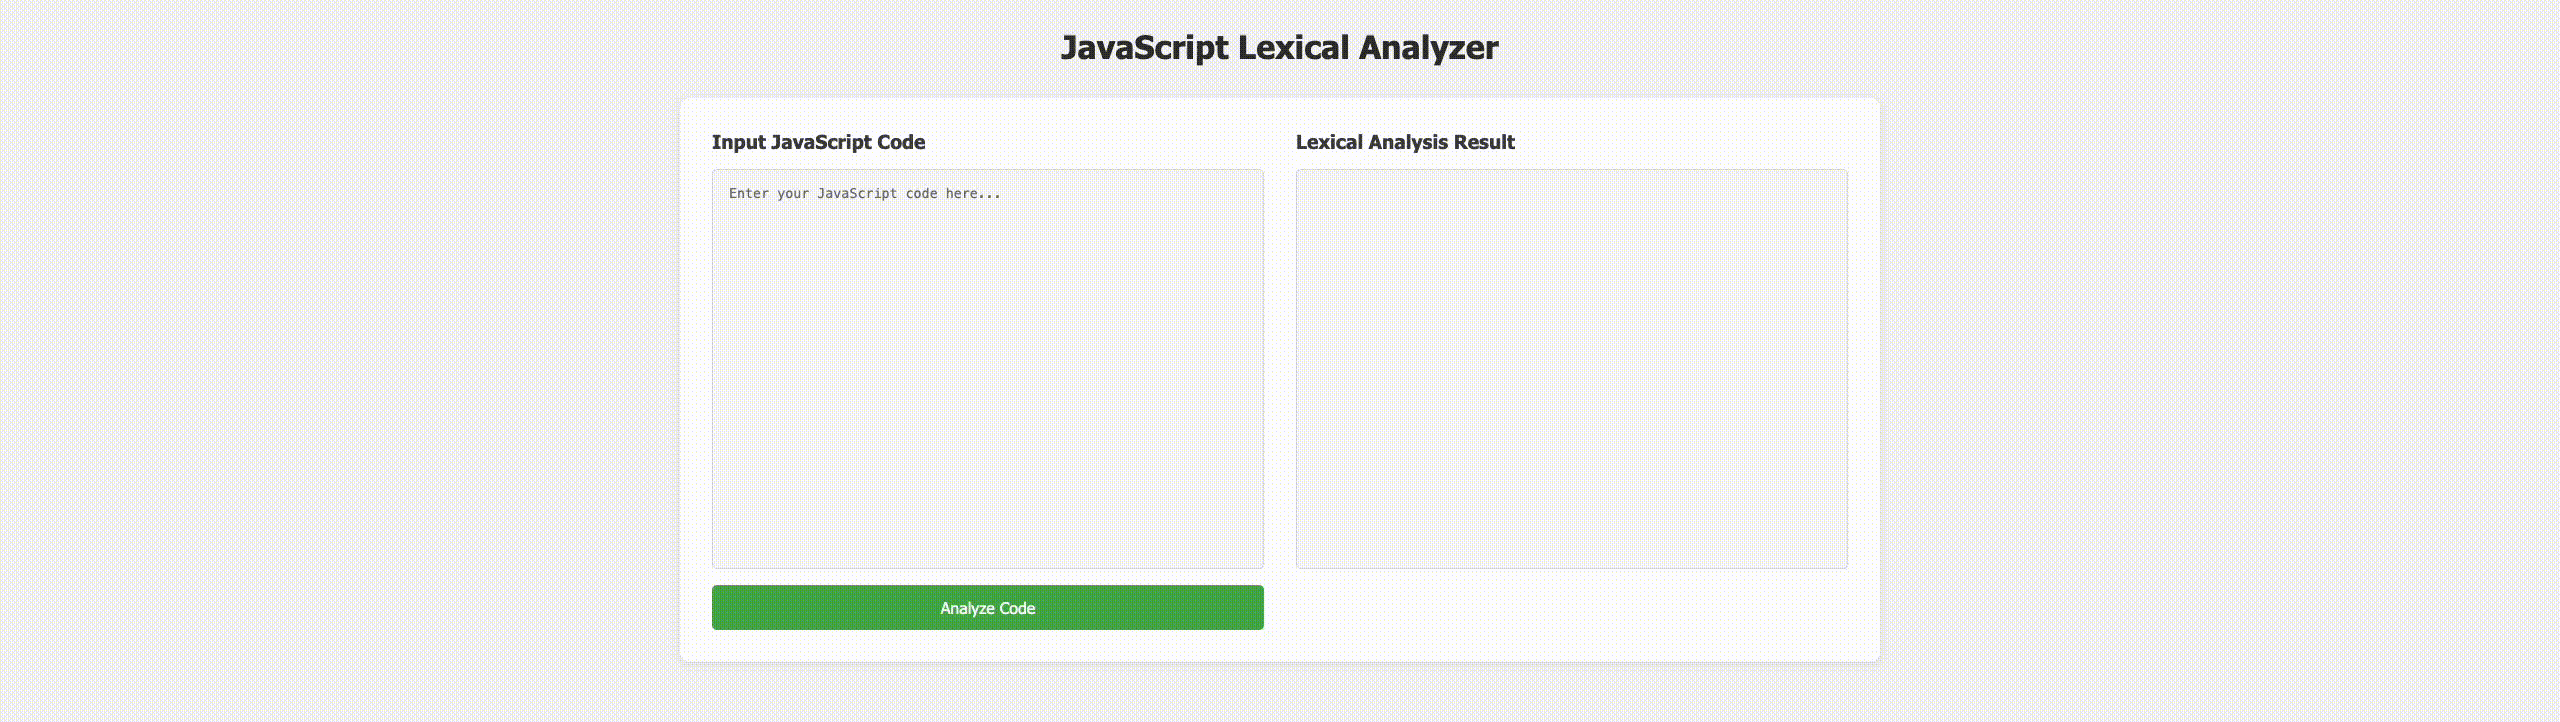 JavaScript Lexical Analyzer
Input JavaScript Code
Enter your JavaScript code here...
Analyze Code
Lexical Analysis Result